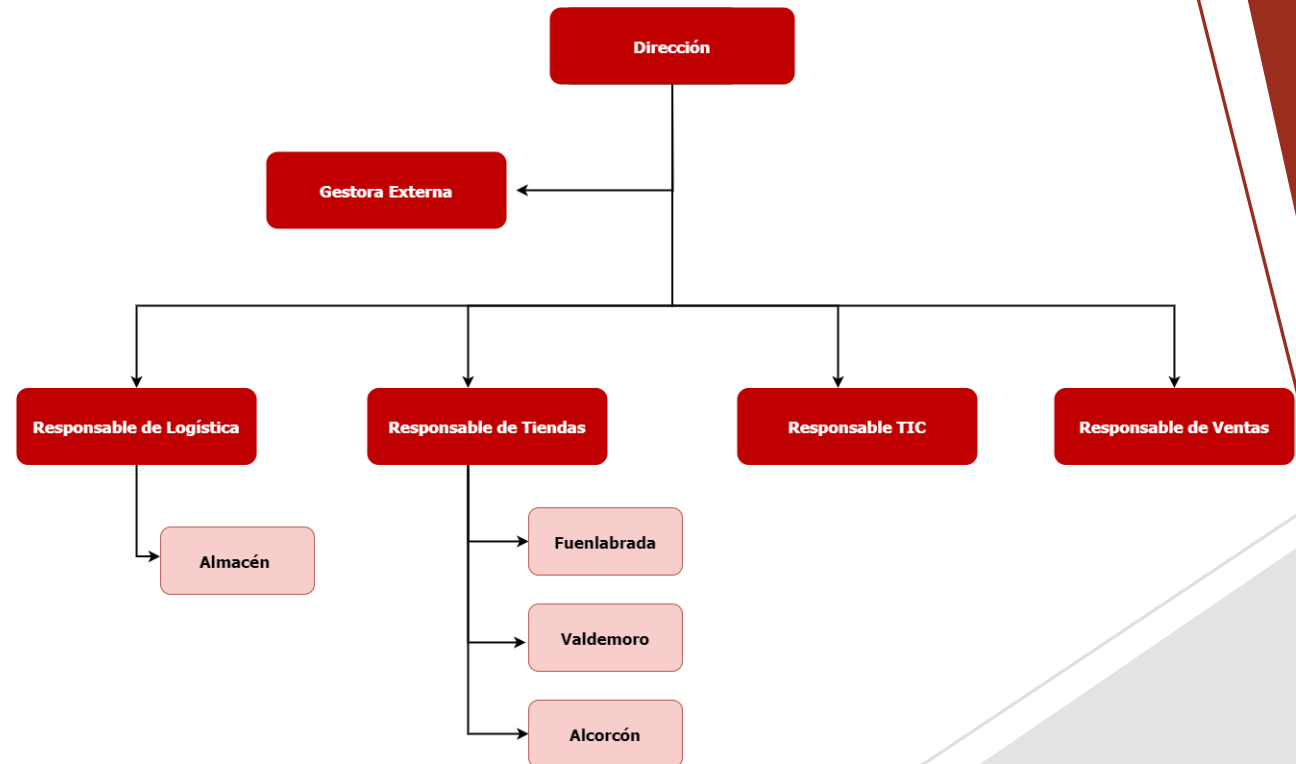 Dirección
Gestora Externa
Responsable de Logística
Responsable de Tiendas
Responsable TIC
Responsable de Ventas
Almacén
Fuenlabrada
Valdemoro
Alcorcón